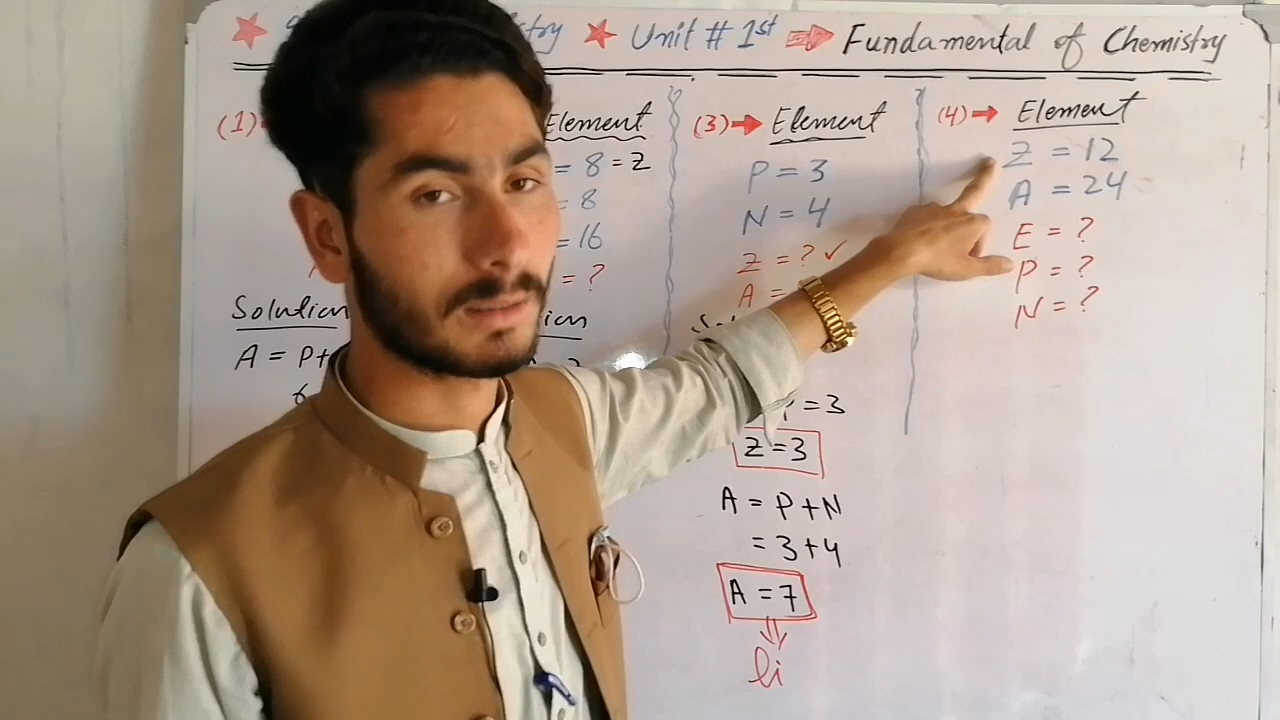 ★ ★ Unit # 1st ⇒ Fundamental of Chemistry
(1)→
Element
= 8 = Z
= 8
= 16
= ?
Solution
A = P+
(3)→ Element
P = 3
N = 4
Z = ? ✓
A =
= 3
Z = 3
A = P+N
= 3+4
A = 7
⇓
li
(4)→ Element
Z = 12
A = 24
E = ?
P = ?
N = ?